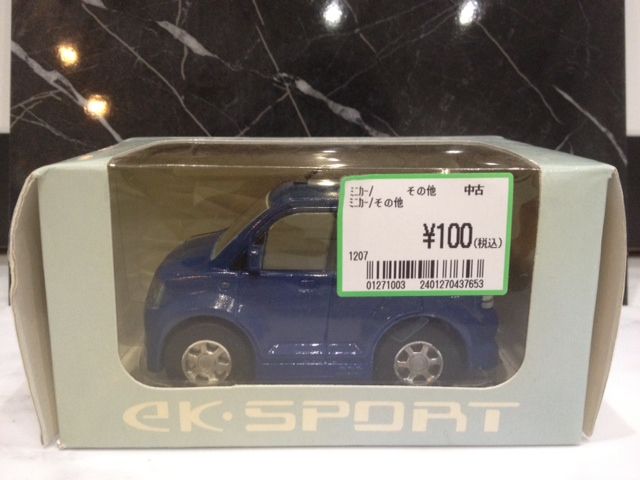 ﾐﾆｶｰ/ その他 中古
ﾐﾆｶｰ/その他
¥100(税込)
1207
01271003 2401270437653
eK·SPORT